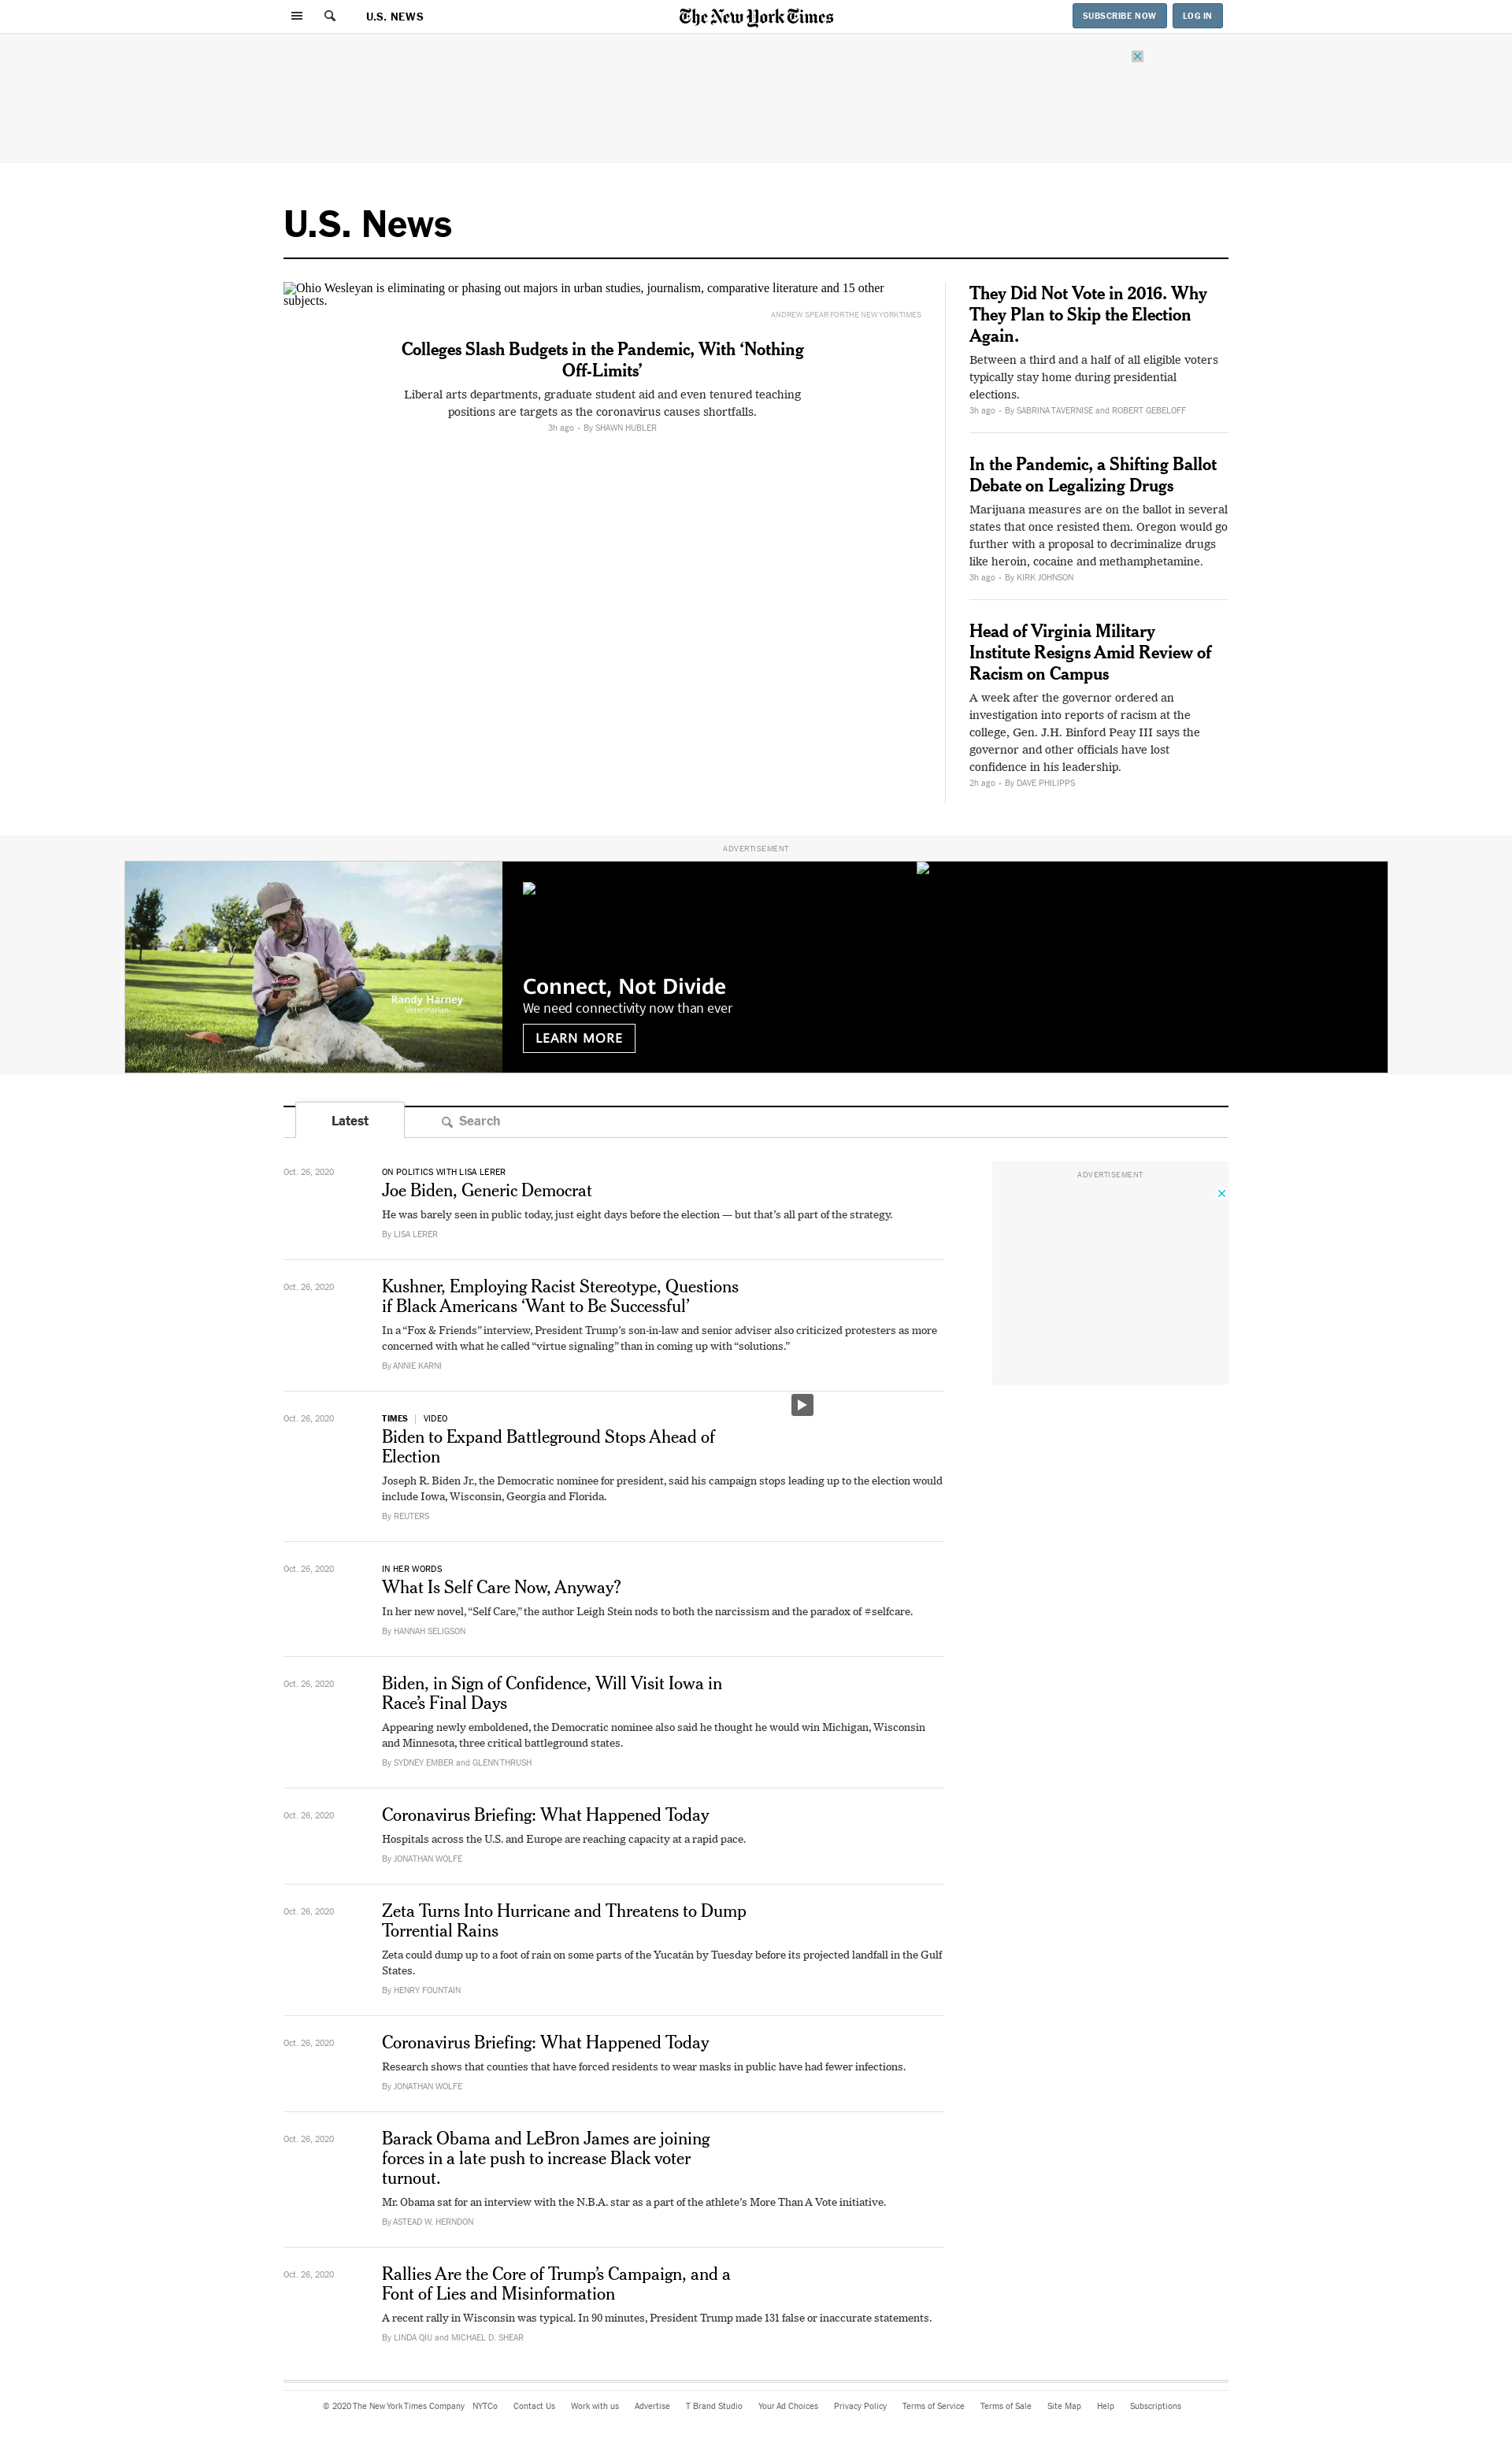 U.S. NEWS
The New York Times
SUBSCRIBE NOW
LOG IN
U.S. News
Ohio Wesleyan is eliminating or phasing out majors in urban studies, journalism, comparative literature and 15 other
subjects.
ANDREW SPEAR FOR THE NEW YORK TIMES
Colleges Slash Budgets in the Pandemic, With ‘Nothing
Off-Limits’
Liberal arts departments, graduate student aid and even tenured teaching
positions are targets as the coronavirus causes shortfalls.
3h ago • By SHAWN HUBLER
They Did Not Vote in 2016. Why
They Plan to Skip the Election
Again.
Between a third and a half of all eligible voters
typically stay home during presidential
elections.
3h ago • By SABRINA TAVERNISE and ROBERT GEBELOFF
In the Pandemic, a Shifting Ballot
Debate on Legalizing Drugs
Marijuana measures are on the ballot in several
states that once resisted them. Oregon would go
further with a proposal to decriminalize drugs
like heroin, cocaine and methamphetamine.
3h ago • By KIRK JOHNSON
Head of Virginia Military
Institute Resigns Amid Review of
Racism on Campus
A week after the governor ordered an
investigation into reports of racism at the
college, Gen. J.H. Binford Peay III says the
governor and other officials have lost
confidence in his leadership.
2h ago • By DAVE PHILIPPS
ADVERTISEMENT
Randy Harney
Veterinarian
Connect, Not Divide
We need connectivity now than ever
LEARN MORE
Latest
Search
ADVERTISEMENT
Oct. 26, 2020
ON POLITICS WITH LISA LERER
Joe Biden, Generic Democrat
He was barely seen in public today, just eight days before the election — but that’s all part of the strategy.
By LISA LERER
Oct. 26, 2020
Kushner, Employing Racist Stereotype, Questions
if Black Americans ‘Want to Be Successful’
In a “Fox & Friends” interview, President Trump’s son-in-law and senior adviser also criticized protesters as more
concerned with what he called “virtue signaling” than in coming up with “solutions.”
By ANNIE KARNI
Oct. 26, 2020
TIMES | VIDEO
Biden to Expand Battleground Stops Ahead of
Election
Joseph R. Biden Jr., the Democratic nominee for president, said his campaign stops leading up to the election would
include Iowa, Wisconsin, Georgia and Florida.
By REUTERS
Oct. 26, 2020
IN HER WORDS
What Is Self Care Now, Anyway?
In her new novel, “Self Care,” the author Leigh Stein nods to both the narcissism and the paradox of #selfcare.
By HANNAH SELIGSON
Oct. 26, 2020
Biden, in Sign of Confidence, Will Visit Iowa in
Race’s Final Days
Appearing newly emboldened, the Democratic nominee also said he thought he would win Michigan, Wisconsin
and Minnesota, three critical battleground states.
By SYDNEY EMBER and GLENN THRUSH
Oct. 26, 2020
Coronavirus Briefing: What Happened Today
Hospitals across the U.S. and Europe are reaching capacity at a rapid pace.
By JONATHAN WOLFE
Oct. 26, 2020
Zeta Turns Into Hurricane and Threatens to Dump
Torrential Rains
Zeta could dump up to a foot of rain on some parts of the Yucatán by Tuesday before its projected landfall in the Gulf
States.
By HENRY FOUNTAIN
Oct. 26, 2020
Coronavirus Briefing: What Happened Today
Research shows that counties that have forced residents to wear masks in public have had fewer infections.
By JONATHAN WOLFE
Oct. 26, 2020
Barack Obama and LeBron James are joining
forces in a late push to increase Black voter
turnout.
Mr. Obama sat for an interview with the N.B.A. star as a part of the athlete’s More Than A Vote initiative.
By ASTEAD W. HERNDON
Oct. 26, 2020
Rallies Are the Core of Trump’s Campaign, and a
Font of Lies and Misinformation
A recent rally in Wisconsin was typical. In 90 minutes, President Trump made 131 false or inaccurate statements.
By LINDA QIU and MICHAEL D. SHEAR
© 2020 The New York Times Company NYTCo Contact Us Work with us Advertise T Brand Studio Your Ad Choices Privacy Policy Terms of Service Terms of Sale Site Map Help Subscriptions